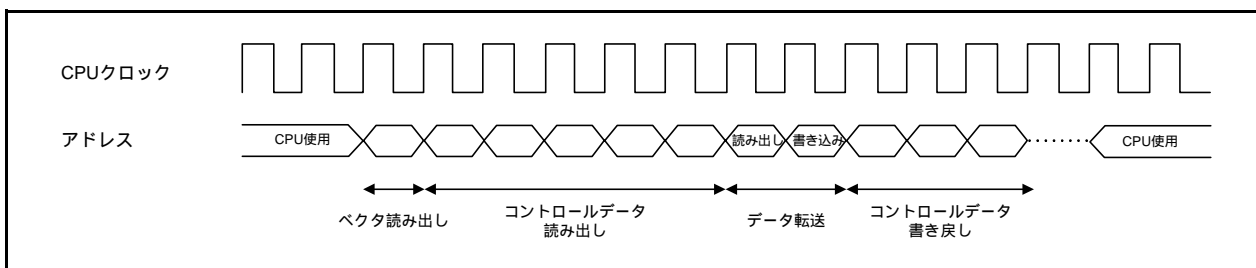 CPUクロック
アドレス
CPU使用
読み出し
書き込み
CPU使用
ベクタ読み出し
コントロールデータ
読み出し
データ転送
コントロールデータ
書き戻し